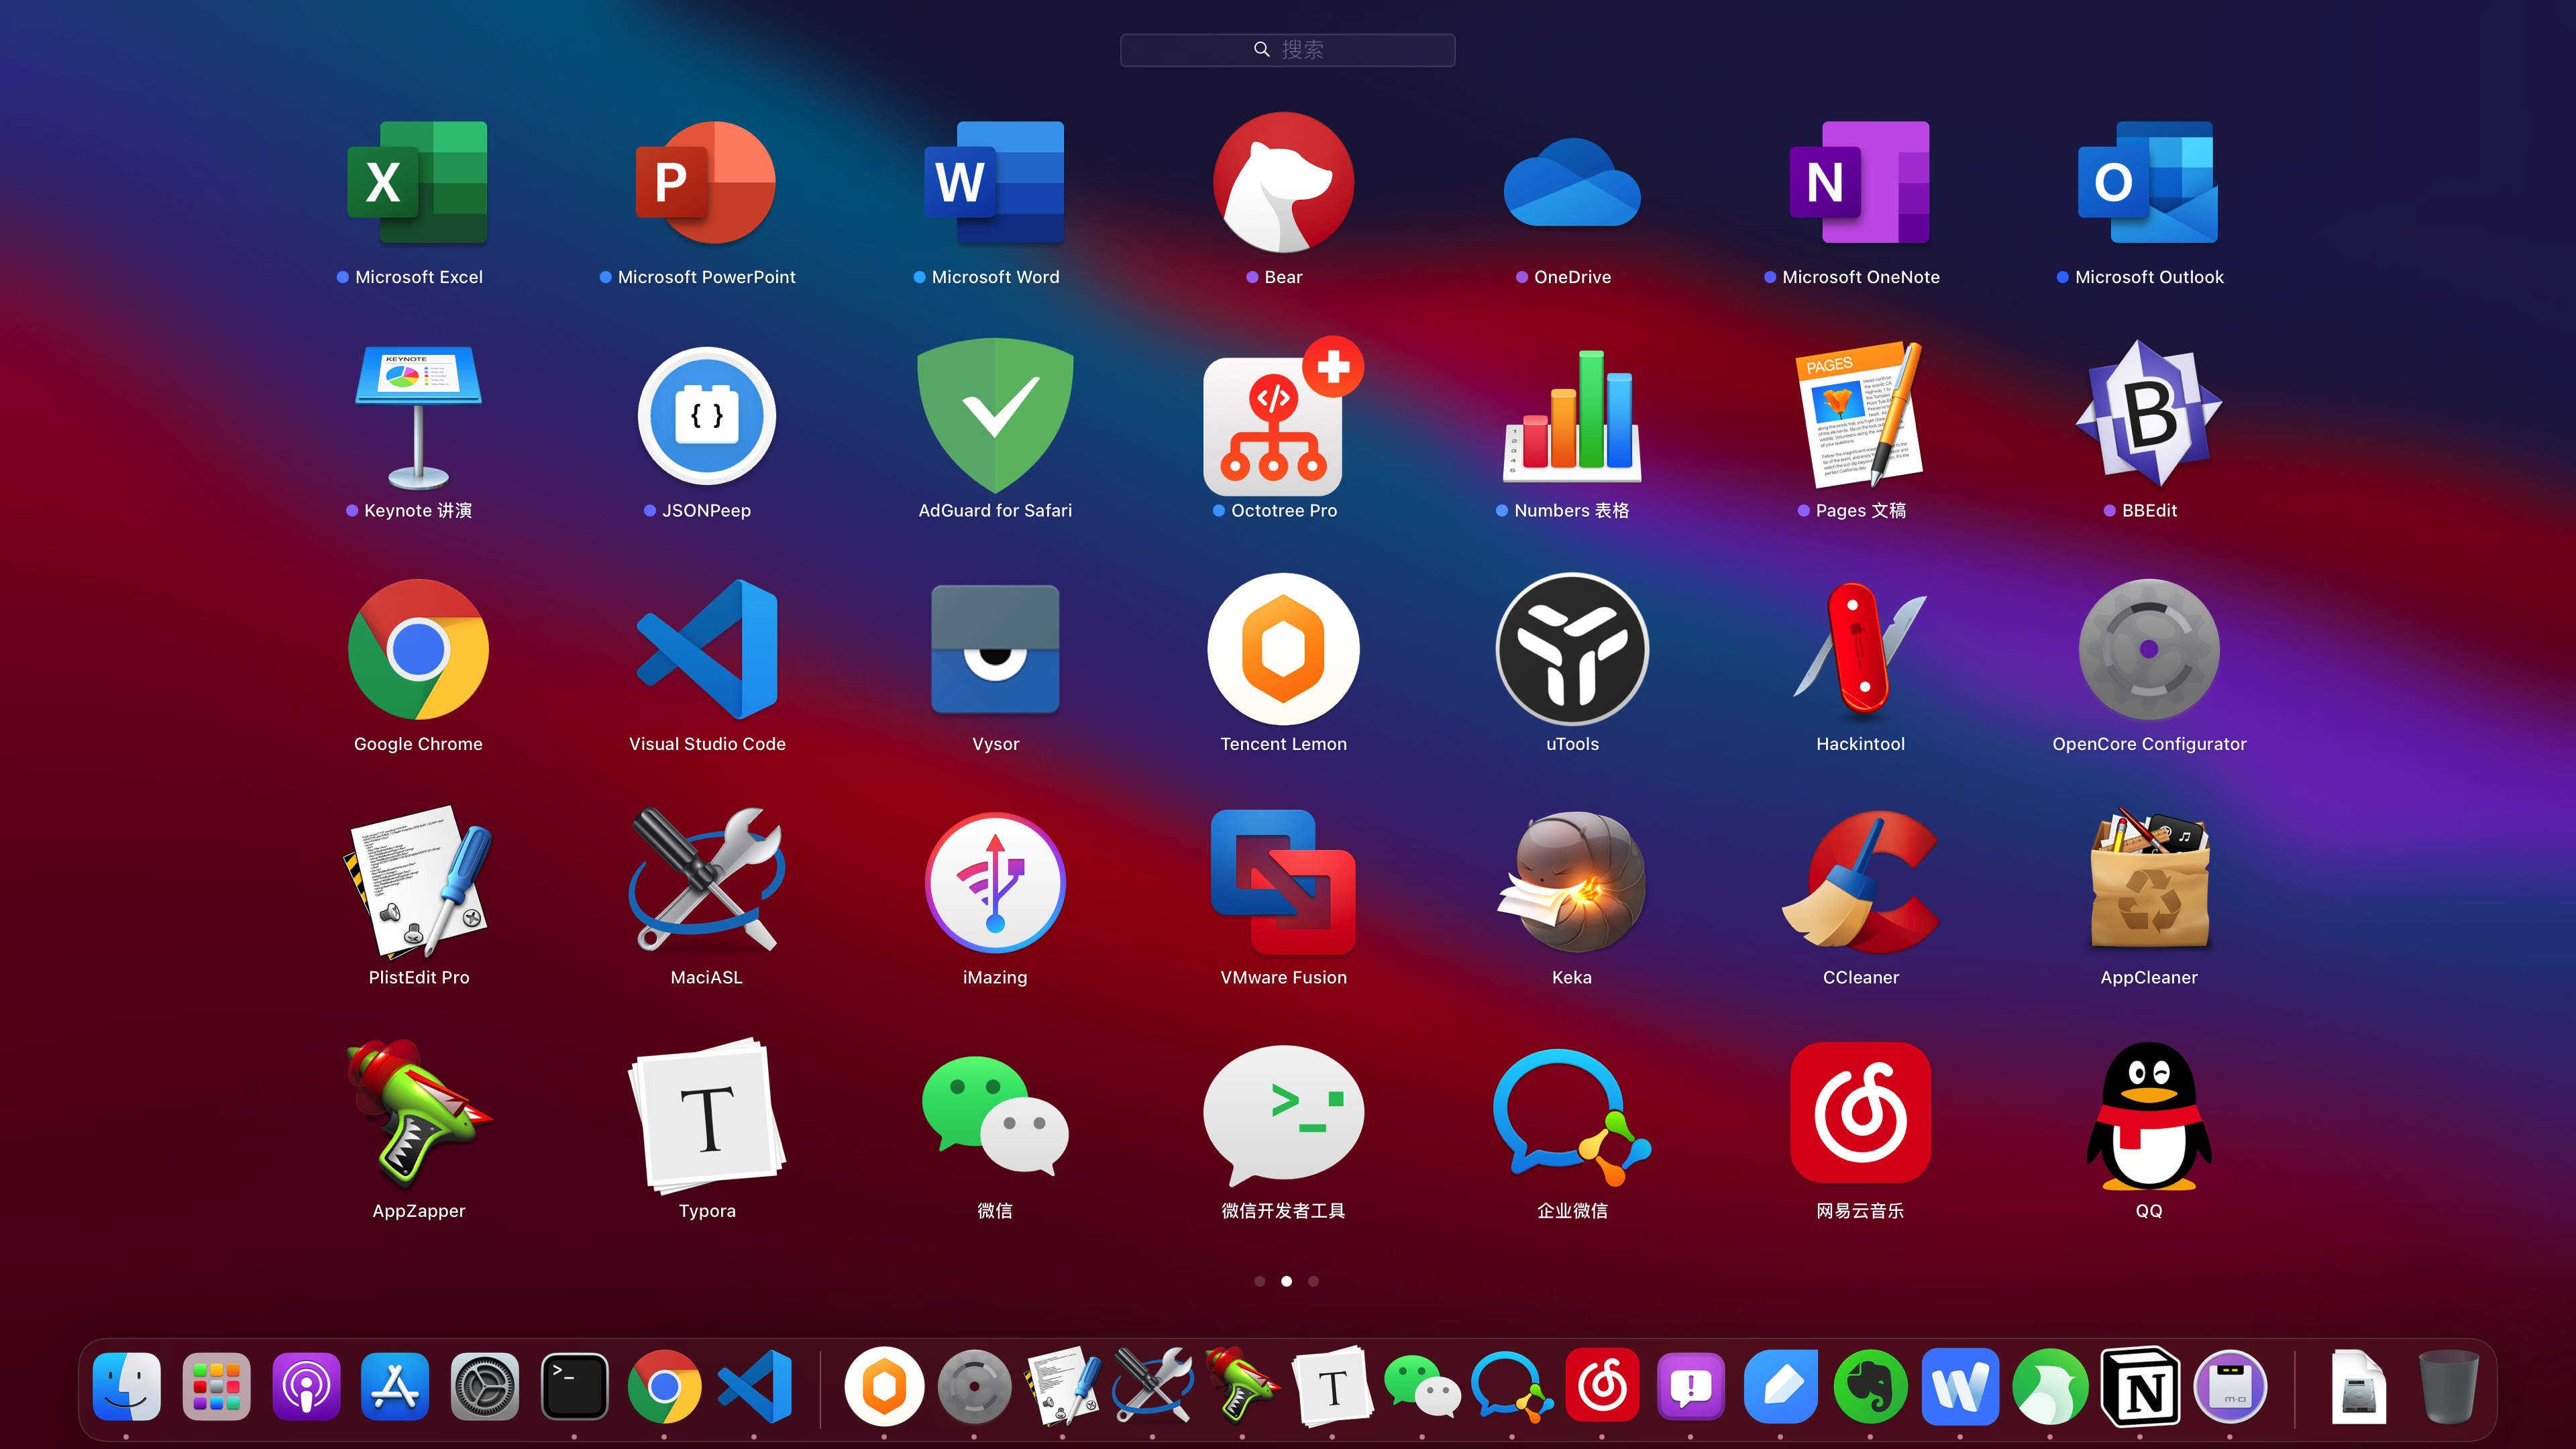 搜索
X
P
W
N
O
Microsoft Excel
Microsoft PowerPoint
Microsoft Word
Bear
OneDrive
Microsoft OneNote
Microsoft Outlook
KEYNOTE
{ }
</>
PAGES
B
Keynote 讲演
JSONPeep
AdGuard for Safari
Octotree Pro
Numbers 表格
Pages 文稿
BBEdit
Google Chrome
Visual Studio Code
Vysor
Tencent Lemon
uTools
Hackintool
OpenCore Configurator
PlistEdit Pro
MaciASL
iMazing
VMware Fusion
Keka
CCleaner
AppCleaner
T
>_
AppZapper
Typora
微信
微信开发者工具
企业微信
网易云音乐
QQ
>_
T
N